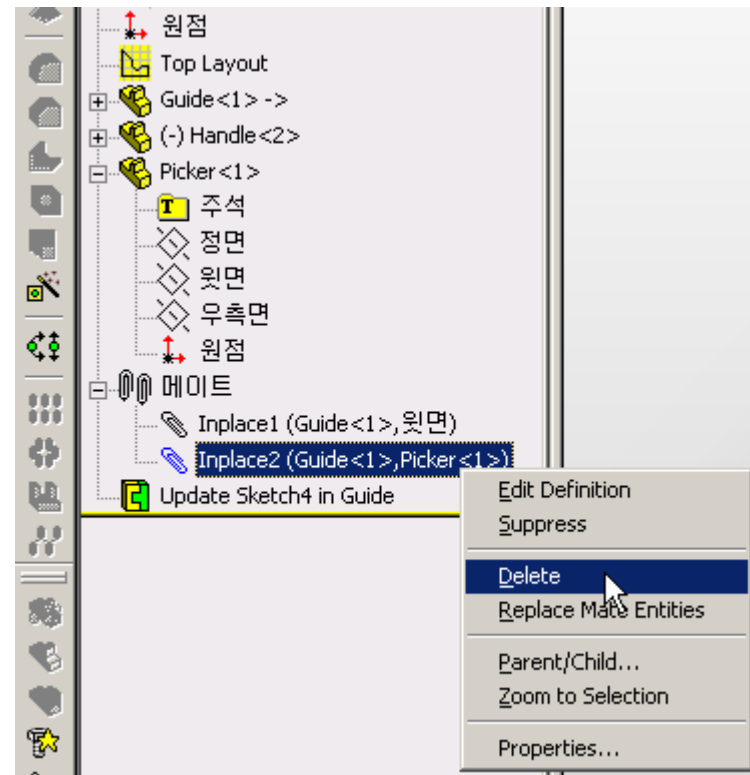 원점
Top Layout
Guide<1> ->
(-) Handle<2>
Picker<1>
주석
정면
윗면
우측면
원점
메이트
Inplace1 (Guide<1>,윗면)
Inplace2 (Guide<1>,Picker<1>)
Update Sketch4 in Guide
Edit Definition
Suppress
Delete
Replace Mate Entities
Parent/Child...
Zoom to Selection
Properties...